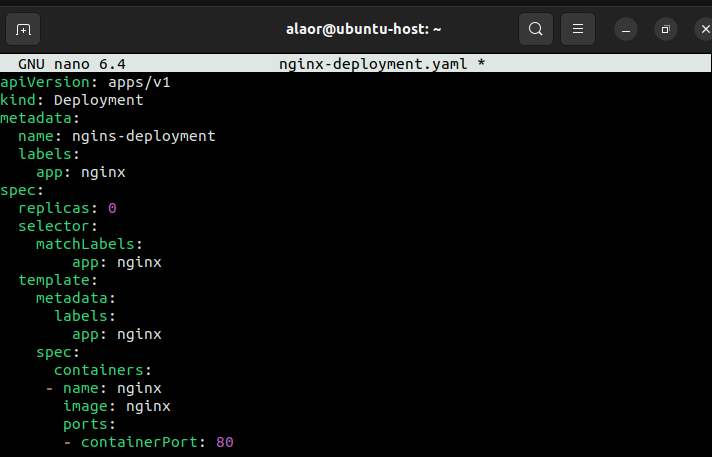 alaor@ubuntu-host: ~
GNU nano 6.4 nginx-deployment.yaml *
apiVersion: apps/v1
kind: Deployment
metadata:
  name: ngins-deployment
  labels:
    app: nginx
spec:
  replicas: 0
  selector:
    matchLabels:
        app: nginx
  template:
    metadata:
      labels:
        app: nginx
    spec:
      containers:
     - name: nginx
       image: nginx
       ports:
       - containerPort: 80